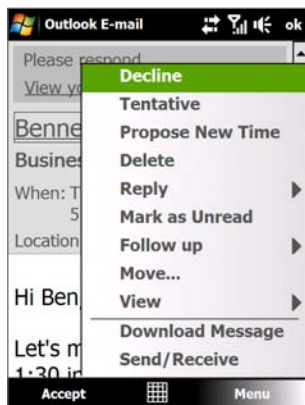 Outlook E-mail ok
Please respond
View yo
Decline
Tentative
Benne
Propose New Time
Busines
Delete
When: T
Reply
5
Mark as Unread
Location
Follow up
Move...
Hi Ben,
View
Download Message
Let's m
Send/Receive
1:30 in
Accept Menu